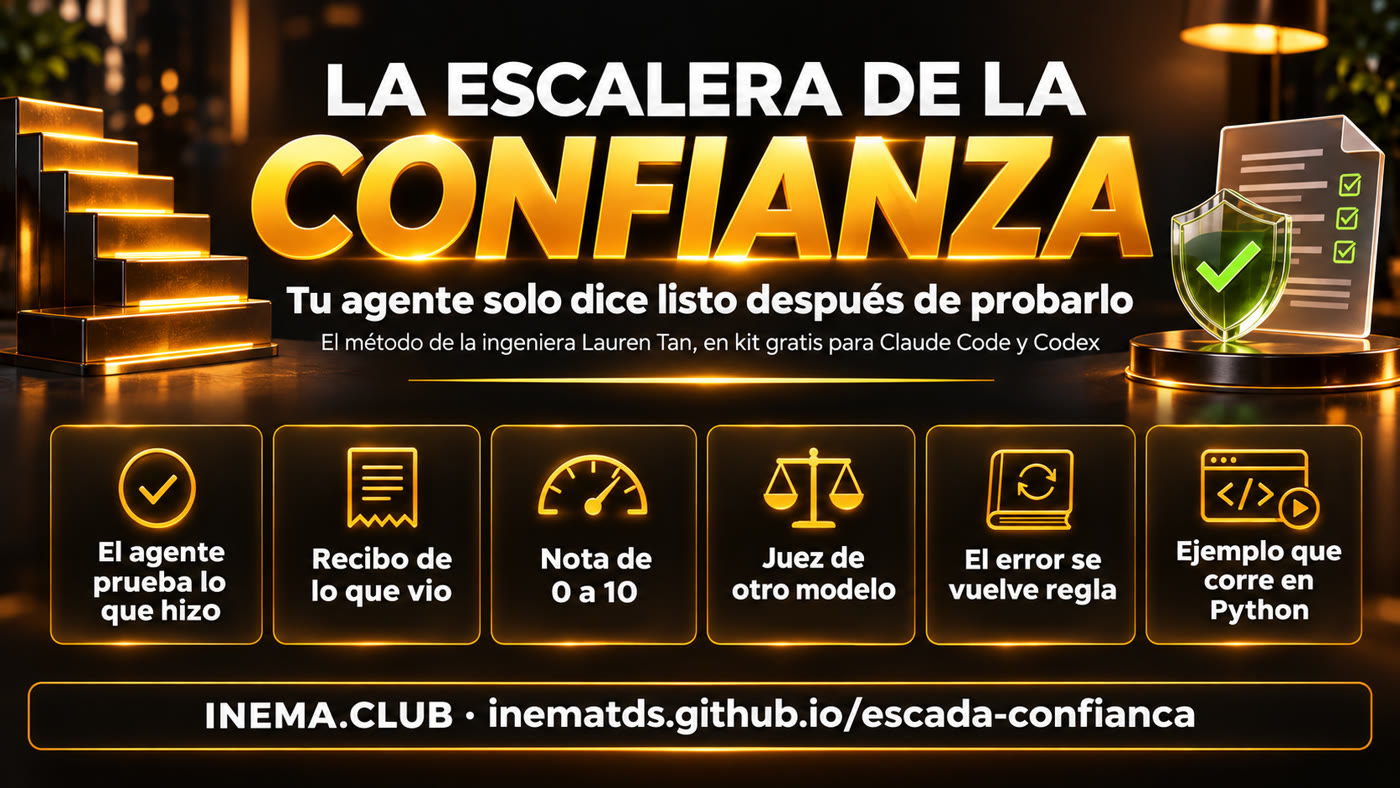 LA ESCALERA DE LA
CONFIANZA
Tu agente solo dice listo después de probarlo
El método de la ingeniera Lauren Tan, en kit gratis para Claude Code y Codex
El agente
prueba lo
que hizo
Recibo de
lo que vio
Nota de
0 a 10
Juez de
otro modelo
El error se
vuelve regla
</>
Ejemplo que
corre en
Python
INEMA.CLUB · inematds.github.io/escada-confianca